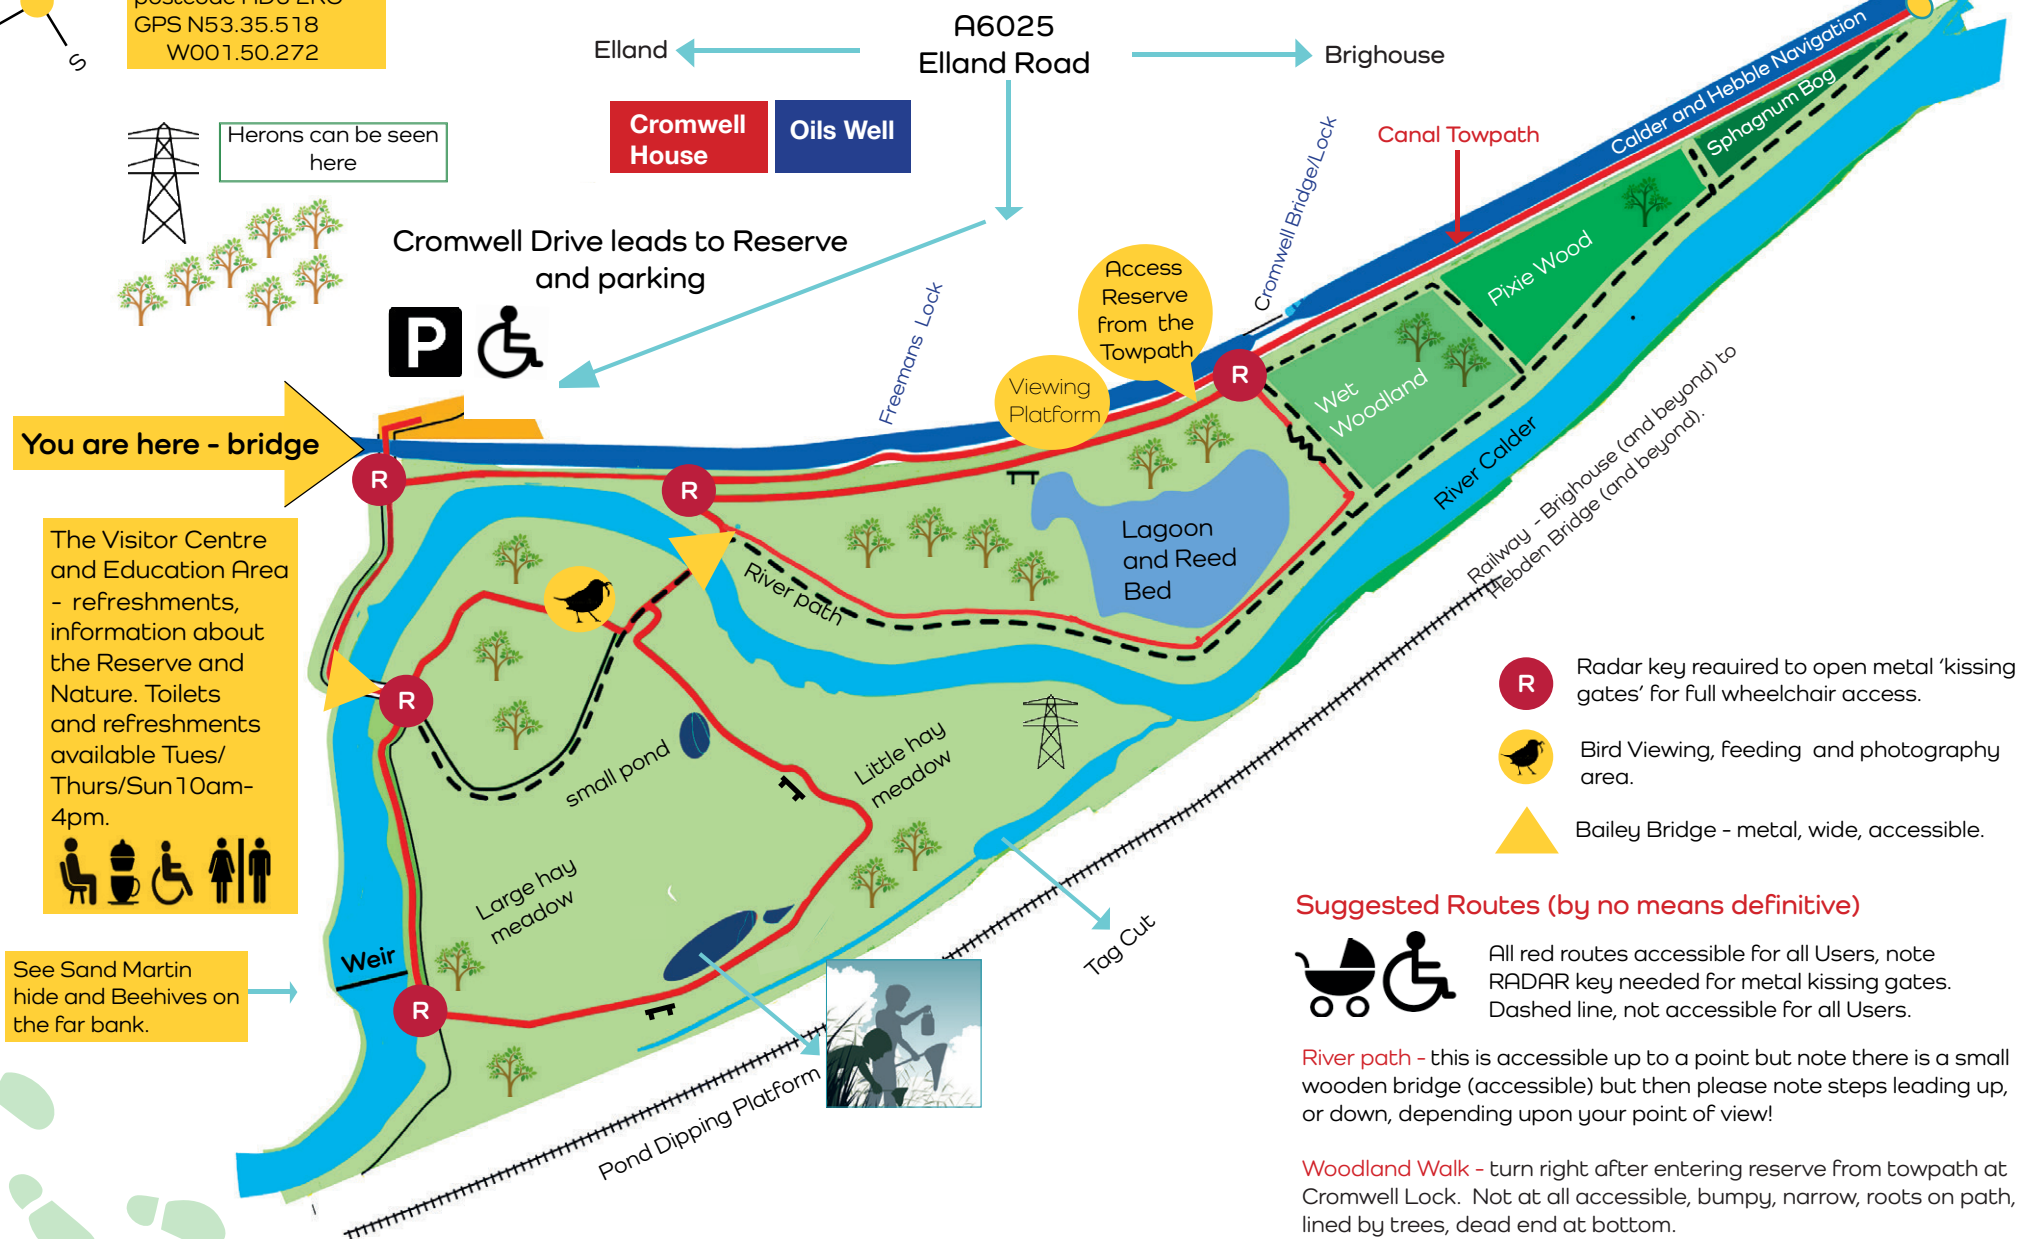 S
GPS N53.35.518
W001.50.272
Elland
A6025
Elland Road
Brighouse
Cromwell
House
Oils Well
Herons can be seen
here
Cromwell Drive leads to Reserve
and parking
P
Freemans Lock
Cromwell Bridge/Lock
Canal Towpath
Calder and Hebble Navigation
Sphagnum Bog
Pixie Wood
Access
Reserve
from the
Towpath
Viewing
Platform
R
Wet
Woodland
You are here - bridge
R
R
River Calder
Lagoon
and Reed
Bed
River path
Railway - Brighouse (and beyond) to
Hebden Bridge (and beyond).
The Visitor Centre
and Education Area
- refreshments,
information about
the Reserve and
Nature. Toilets
and refreshments
available Tues/
Thurs/Sun 10am-
4pm.
R
small pond
Little hay
meadow
Large hay
meadow
Weir
R
Tag Cut
Pond Dipping Platform
See Sand Martin
hide and Beehives on
the far bank.
R
Radar key reauired to open metal ‘kissing
gates’ for full wheelchair access.
Bird Viewing, feeding and photography
area.
Bailey Bridge - metal, wide, accessible.
Suggested Routes (by no means definitive)
All red routes accessible for all Users, note
RADAR key needed for metal kissing gates.
Dashed line, not accessible for all Users.
River path - this is accessible up to a point but note there is a small
wooden bridge (accessible) but then please note steps leading up,
or down, depending upon your point of view!
Woodland Walk - turn right after entering reserve from towpath at
Cromwell Lock. Not at all accessible, bumpy, narrow, roots on path,
lined by trees, dead end at bottom.